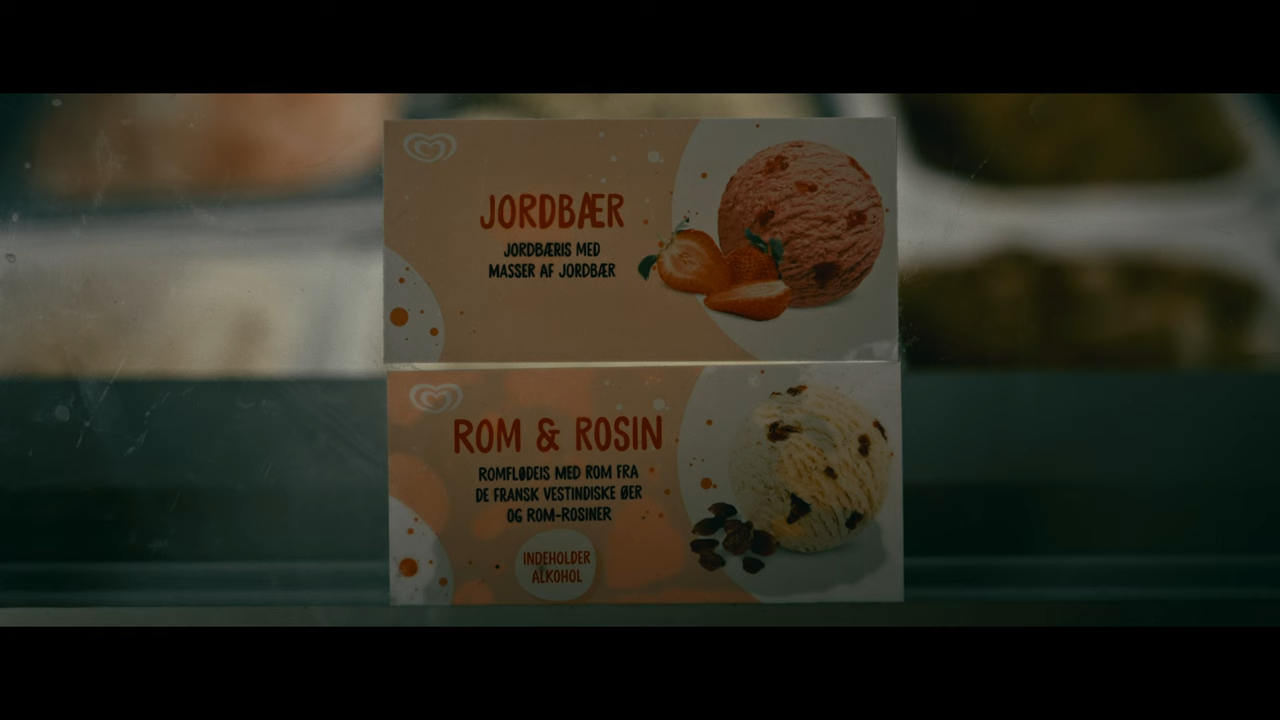 JORDBÆR
JORDBÆRIS MED
MASSER AF JORDBÆR
ROM & ROSIN
ROMFLØDEIS MED ROM FRA
DE FRANSK VESTINDISKE ØER
OG ROM-ROSINER
INDEHOLDER
ALKOHOL